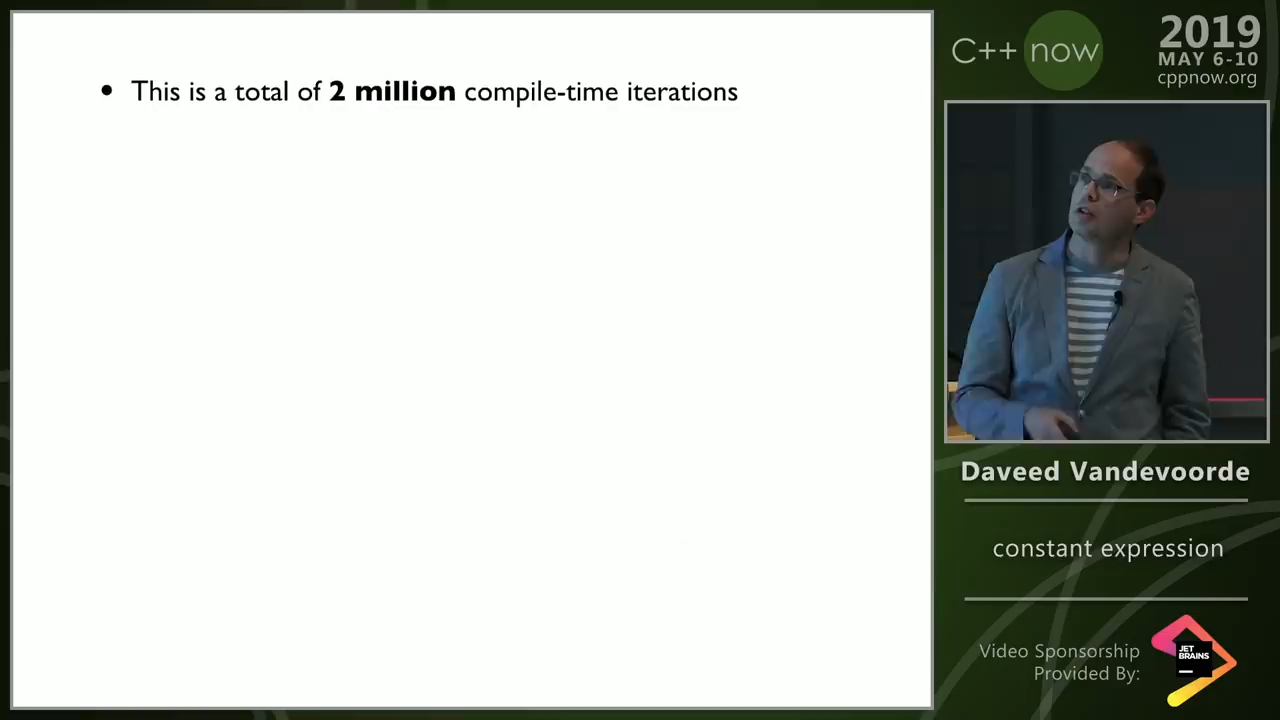 • This is a total of 2 million compile-time iterations
C++ now
2019
MAY 6-10
cppnow.org
Daveed Vandevoorde
constant expression
Video Sponsorship
Provided By:
JET
BRAINS